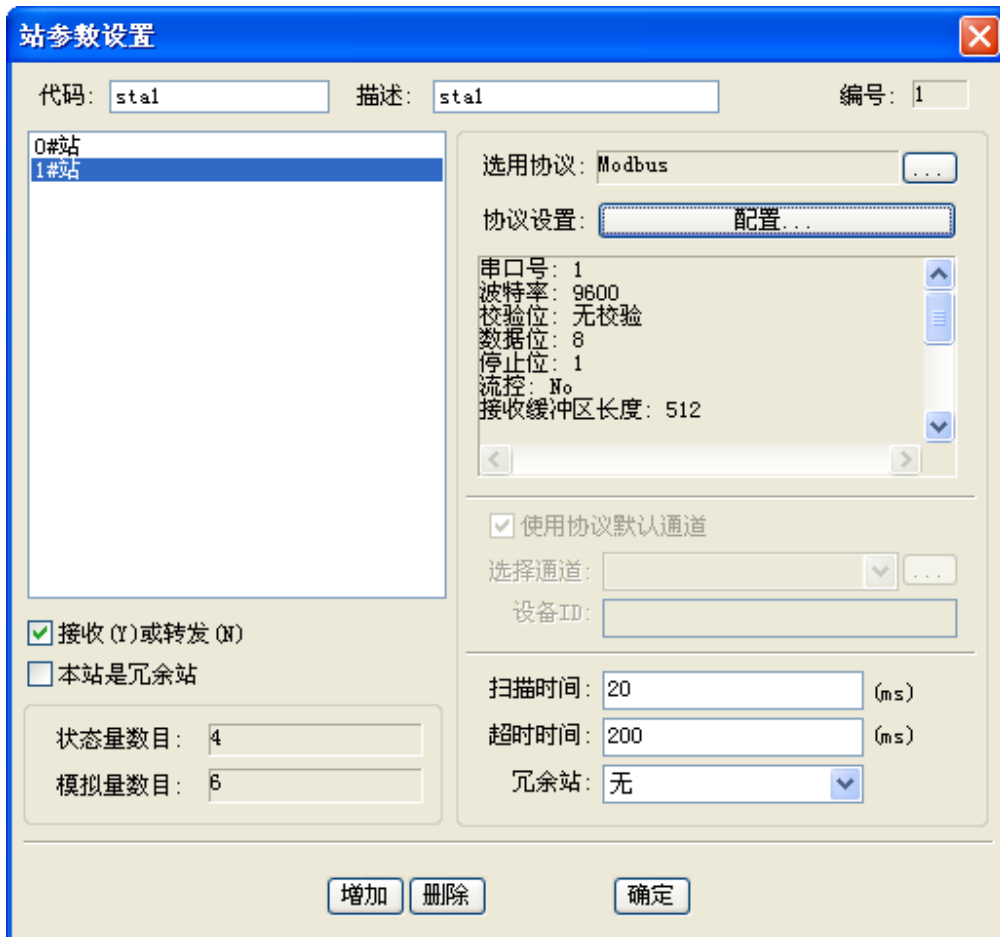 站参数设置
代码: sta1 描述: sta1 编号: 1
0#站
1#站
选用协议: Modbus ...
协议设置: 配置...
串口号: 1
波特率: 9600
校验位: 无校验
数据位: 8
停止位: 1
流控: No
接收缓冲区长度: 512
使用协议默认通道
选择通道: ...
设备ID:
接收(Y)或转发(N)
本站是冗余站
状态量数目: 4
模拟量数目: 6
扫描时间: 20 (ms)
超时时间: 200 (ms)
冗余站: 无
增加 删除 确定